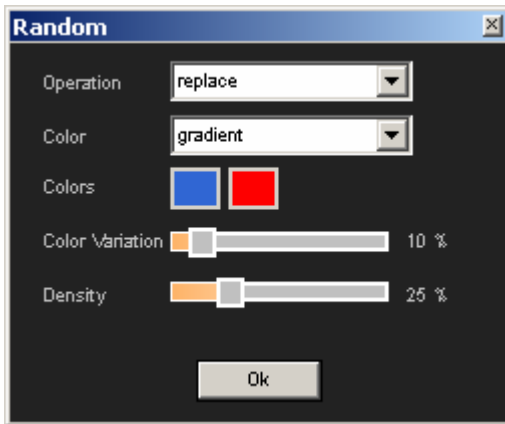 Random
Operation replace
Color gradient
Colors
Color Variation 10 %
Density 25 %
Ok